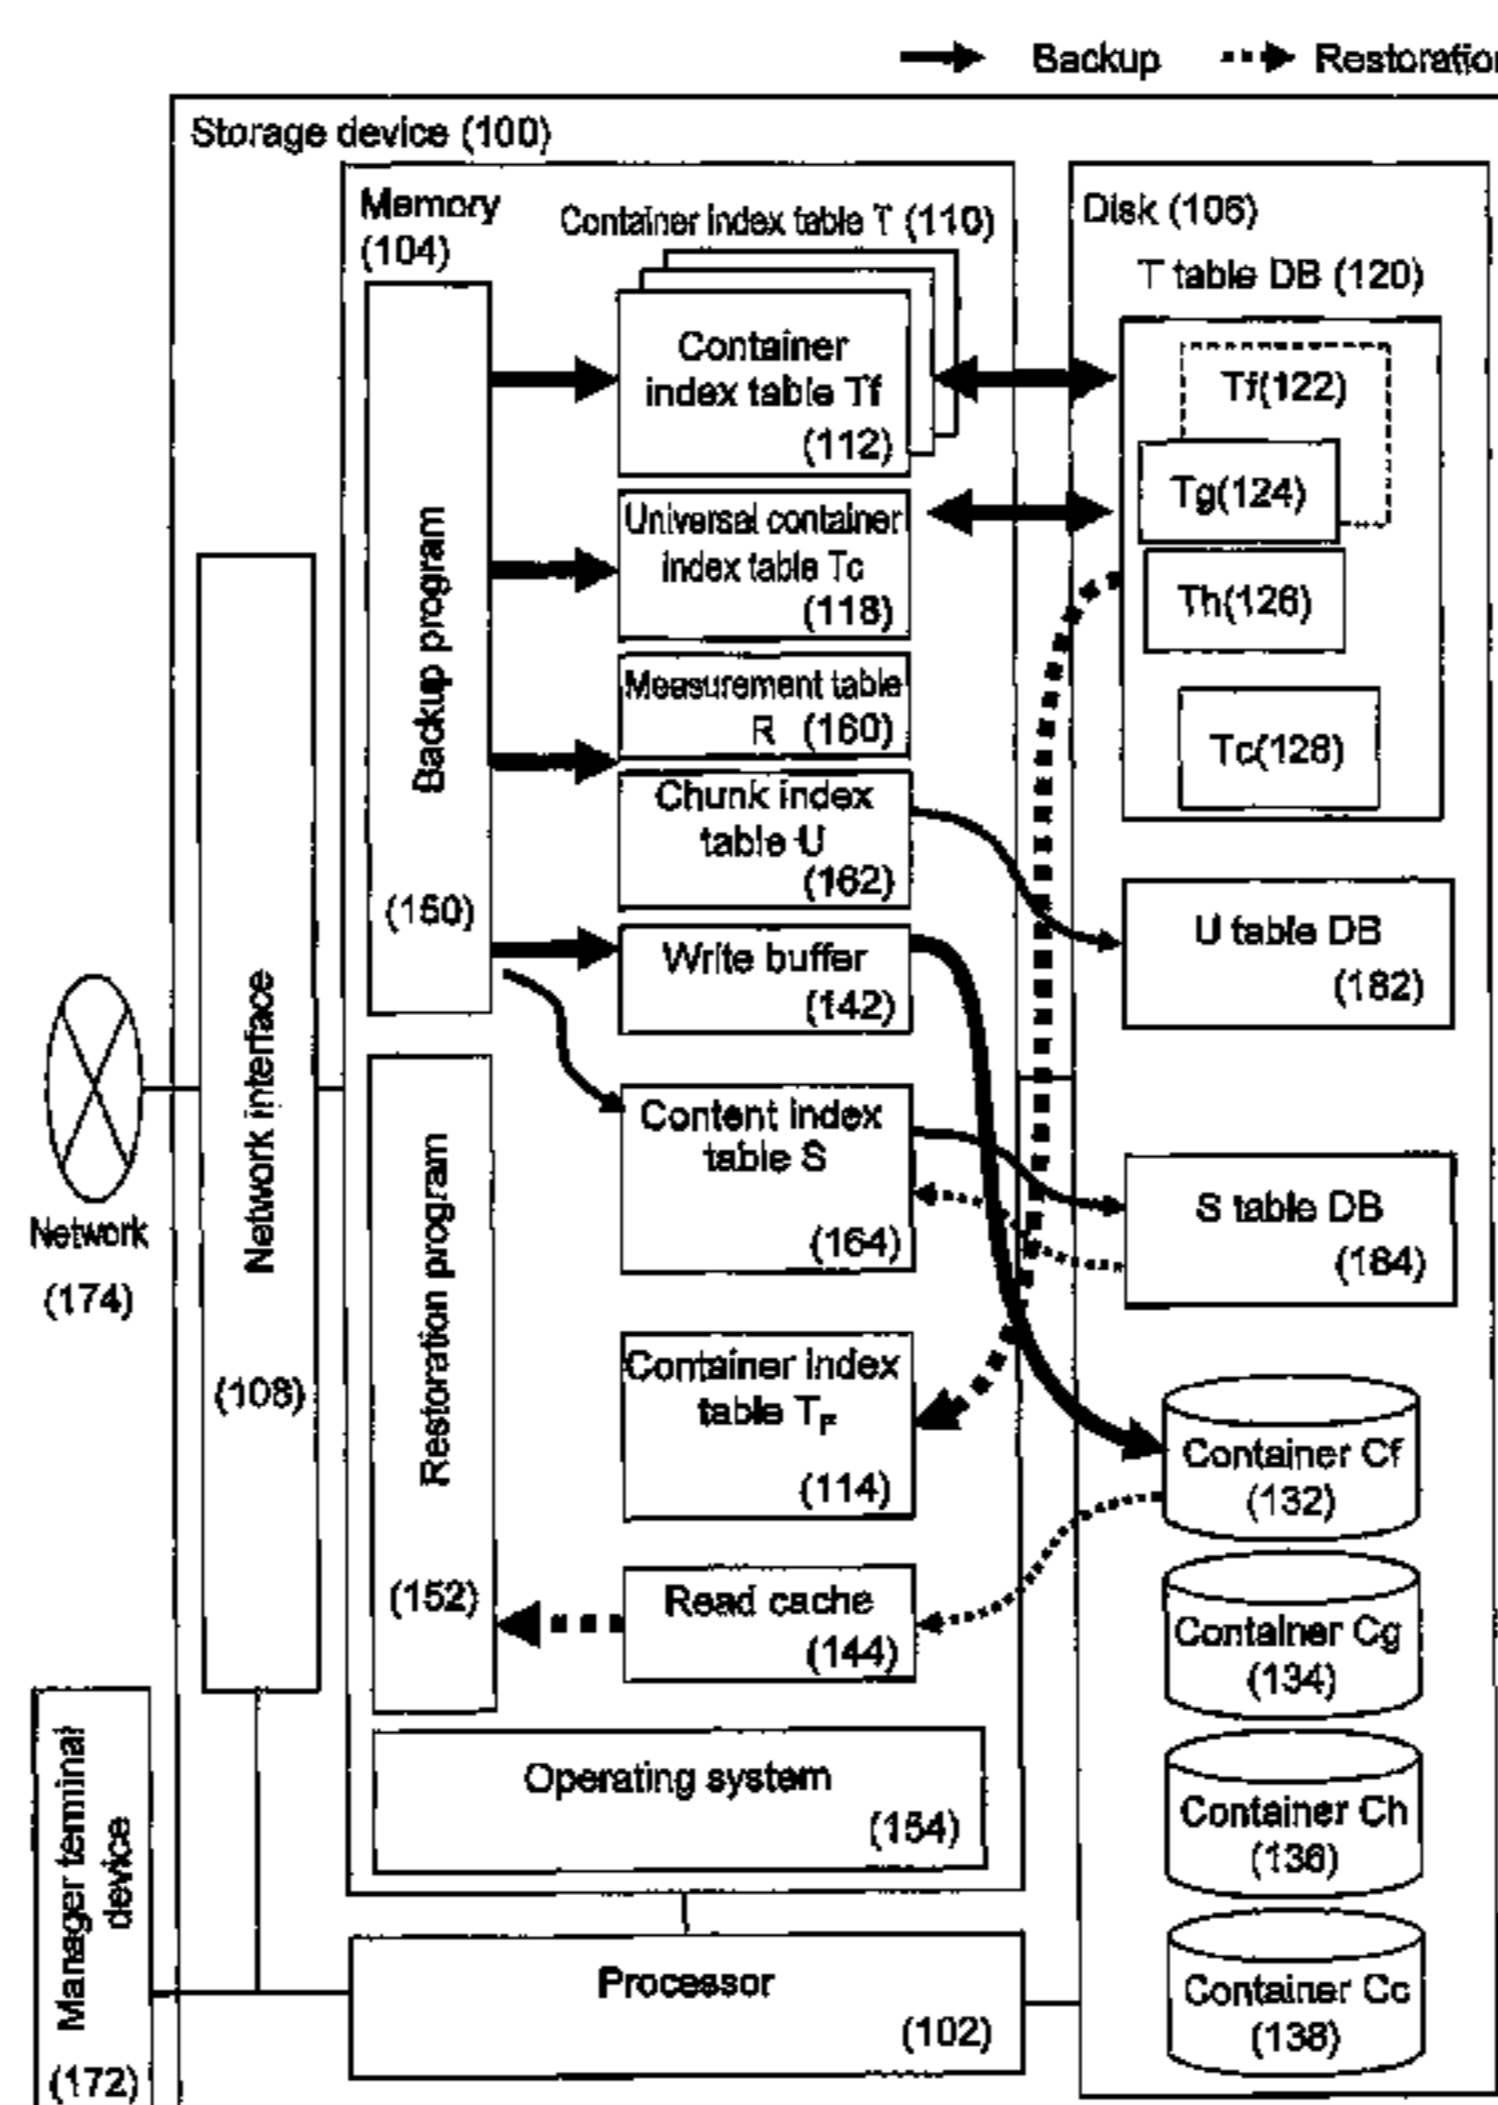 Backup
Restoration
Storage device (100)
Memory
(104)
Container index table T (110)
Disk (106)
T table DB (120)
Container
index table Tf
(112)
Tf(122)
Tg(124)
Universal container
index table Tc
(118)
Th(126)
Measurement table
R (160)
Tc(128)
Backup program
(150)
Chunk index
table U
(162)
U table DB
(182)
Write buffer
(142)
Network interface
(108)
Network
(174)
Content index
table S
(164)
S table DB
(184)
Restoration program
(152)
Container index
table TF
(114)
Container Cf
(132)
Read cache
(144)
Container Cg
(134)
Operating system
(154)
Container Ch
(136)
Manager terminal
device
(172)
Processor
(102)
Container Cc
(138)